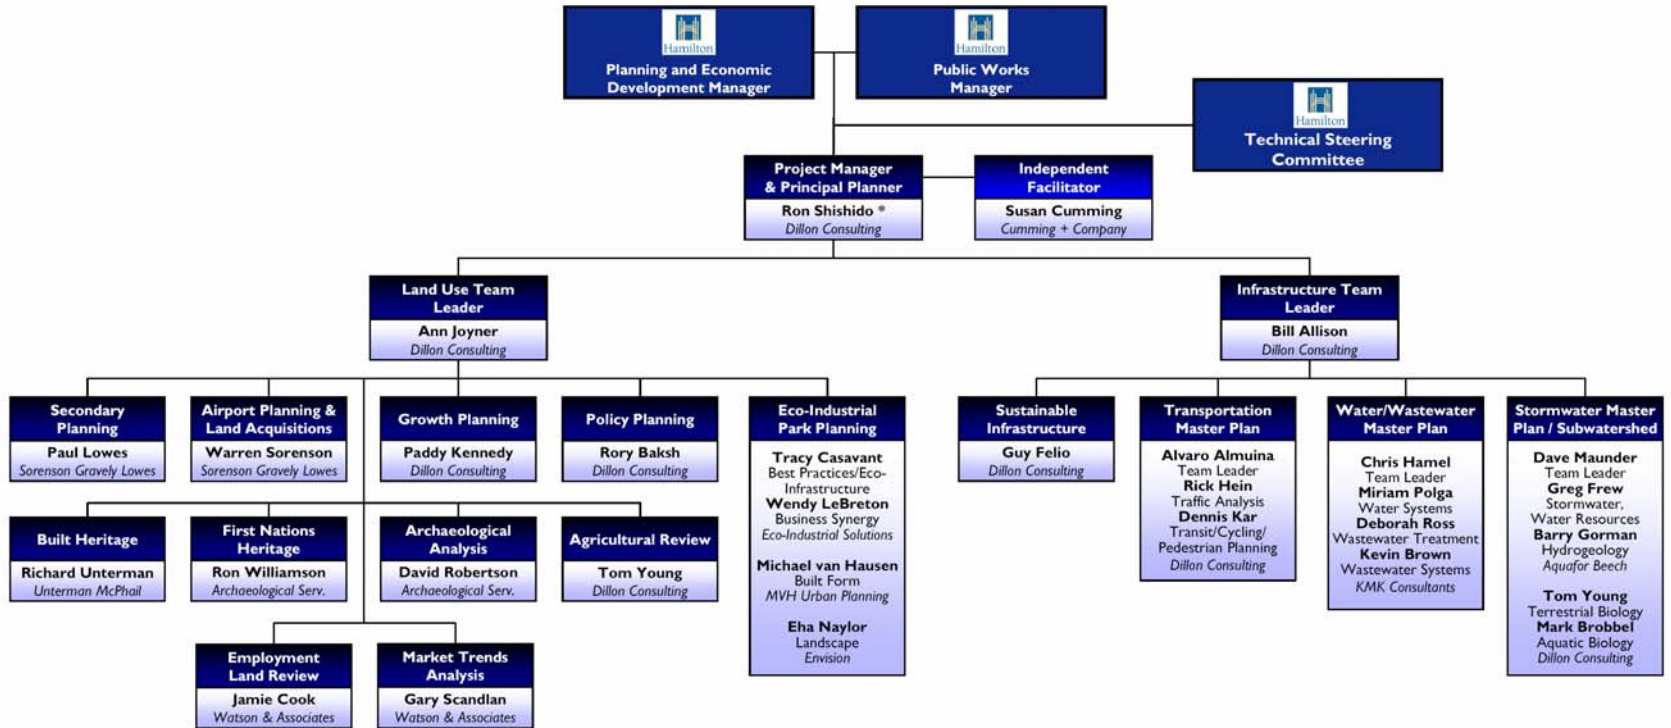 Hamilton
Planning and Economic
Development Manager
Hamilton
Public Works
Manager
Hamilton
Technical Steering
Committee
Project Manager
& Principal Planner
Ron Shishido *
Dillon Consulting
Independent
Facilitator
Susan Cumming
Cumming + Company
Land Use Team
Leader
Ann Joyner
Dillon Consulting
Infrastructure Team
Leader
Bill Allison
Dillon Consulting
Secondary
Planning
Paul Lowes
Sorenson Gravely Lowes
Airport Planning &
Land Acquisitions
Warren Sorenson
Sorenson Gravely Lowes
Growth Planning
Paddy Kennedy
Dillon Consulting
Policy Planning
Rory Baksh
Dillon Consulting
Eco-Industrial
Park Planning
Tracy Casavant
Best Practices/Eco-
Infrastructure
Wendy LeBreton
Business Synergy
Eco-Industrial Solutions
Michael van Hausen
Built Form
MVH Urban Planning
Eha Naylor
Landscape
Envision
Sustainable
Infrastructure
Guy Felio
Dillon Consulting
Transportation
Master Plan
Alvaro Almuina
Team Leader
Rick Hein
Traffic Analysis
Dennis Kar
Transit/Cycling/
Pedestrian Planning
Dillon Consulting
Water/Wastewater
Master Plan
Chris Hamel
Team Leader
Miriam Polga
Water Systems
Deborah Ross
Wastewater Treatment
Kevin Brown
Wastewater Systems
KMK Consultants
Stormwater Master
Plan / Subwatershed
Dave Maunder
Team Leader
Greg Frew
Stormwater,
Water Resources
Barry Gorman
Hydrogeology
Aquafor Beech
Tom Young
Terrestrial Biology
Mark Brobbel
Aquatic Biology
Dillon Consulting
Built Heritage
Richard Unterman
Unterman McPhail
First Nations
Heritage
Ron Williamson
Archaeological Serv.
Archaeological
Analysis
David Robertson
Archaeological Serv.
Agricultural Review
Tom Young
Dillon Consulting
Employment
Land Review
Jamie Cook
Watson & Associates
Market Trends
Analysis
Gary Scandlan
Watson & Associates